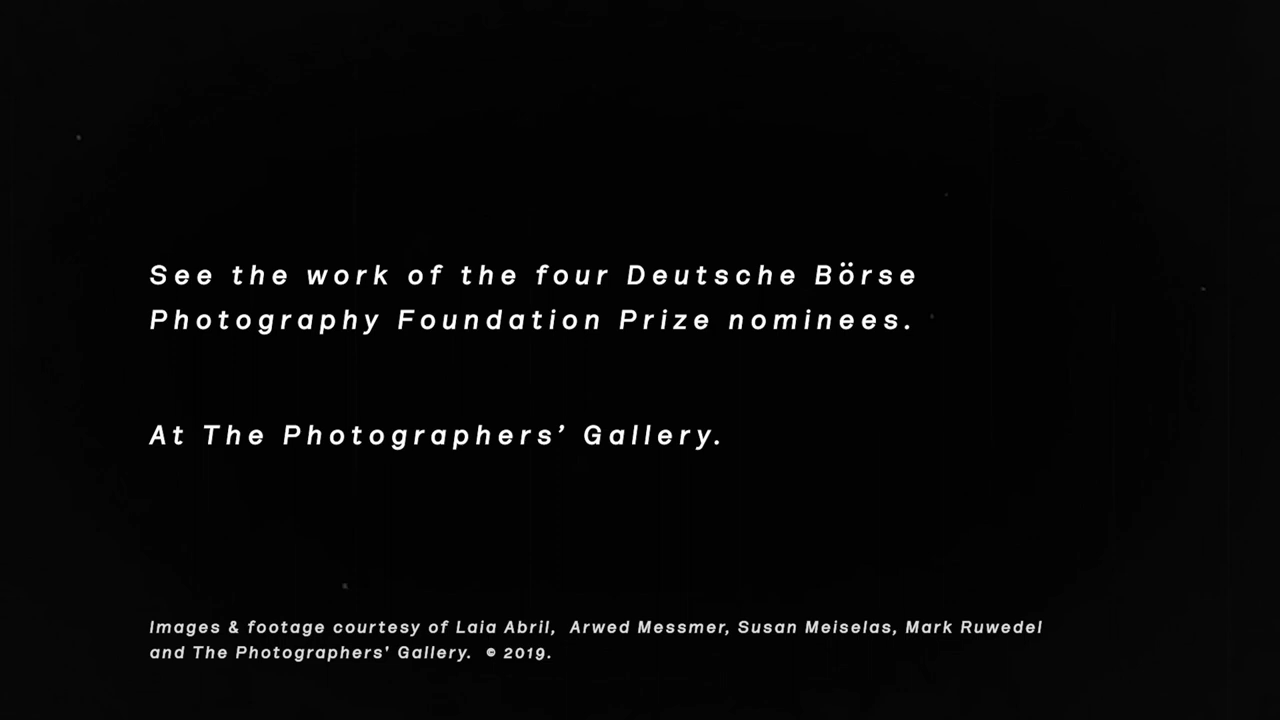 See the work of the four Deutsche Börse
Photography Foundation Prize nominees.
At The Photographers’ Gallery.
Images & footage courtesy of Laia Abril,  Arwed Messmer, Susan Meiselas, Mark Ruwedel
and The Photographers' Gallery.  © 2019.